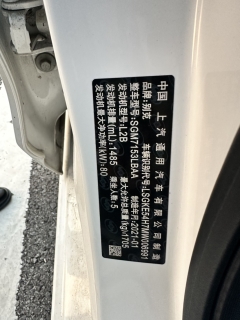 中国 上汽通用汽车有限公司 制造
品牌:别克 车辆识别代号:LSGKE54H7MW006991
整车型号:SGM7153LBAA 制造年月:2021-01
发动机型号:L2B 最大允许总质量(kg):1705
发动机排量(mL):1485 乘坐人数:5
发动机最大净功率(kW):80